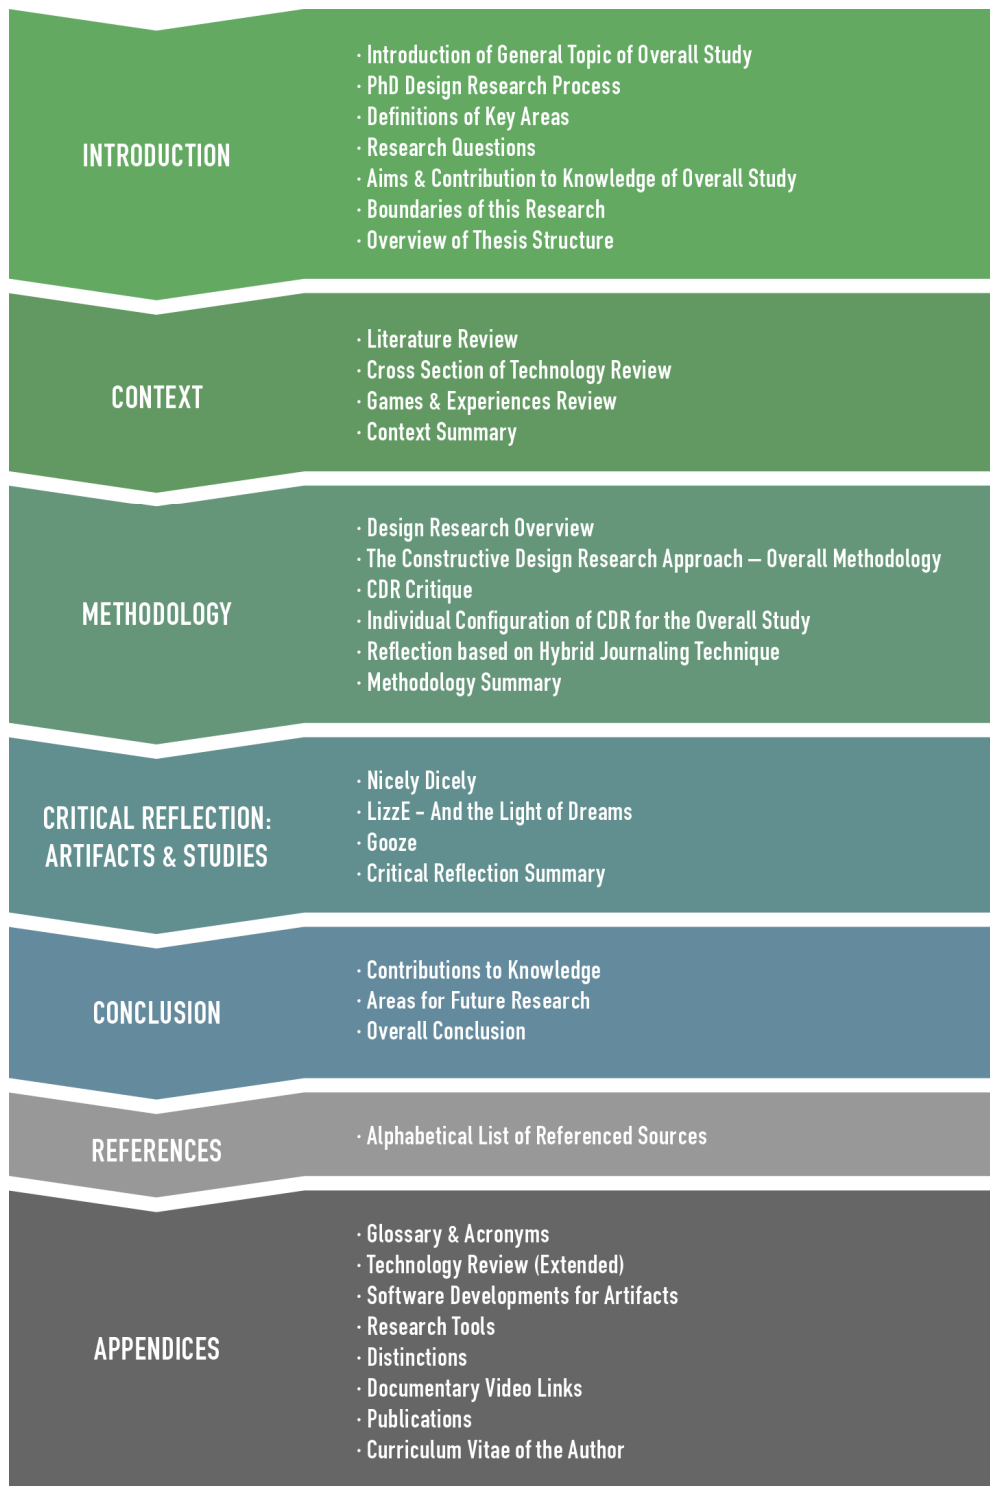 INTRODUCTION
· Introduction of General Topic of Overall Study
· PhD Design Research Process
· Definitions of Key Areas
· Research Questions
· Aims & Contribution to Knowledge of Overall Study
· Boundaries of this Research
· Overview of Thesis Structure
CONTEXT
· Literature Review
· Cross Section of Technology Review
· Games & Experiences Review
· Context Summary
METHODOLOGY
· Design Research Overview
· The Constructive Design Research Approach – Overall Methodology
· CDR Critique
· Individual Configuration of CDR for the Overall Study
· Reflection based on Hybrid Journaling Technique
· Methodology Summary
CRITICAL REFLECTION:
ARTIFACTS & STUDIES
· Nicely Dicely
· LizzE - And the Light of Dreams
· Gooze
· Critical Reflection Summary
CONCLUSION
· Contributions to Knowledge
· Areas for Future Research
· Overall Conclusion
REFERENCES
· Alphabetical List of Referenced Sources
APPENDICES
· Glossary & Acronyms
· Technology Review (Extended)
· Software Developments for Artifacts
· Research Tools
· Distinctions
· Documentary Video Links
· Publications
· Curriculum Vitae of the Author